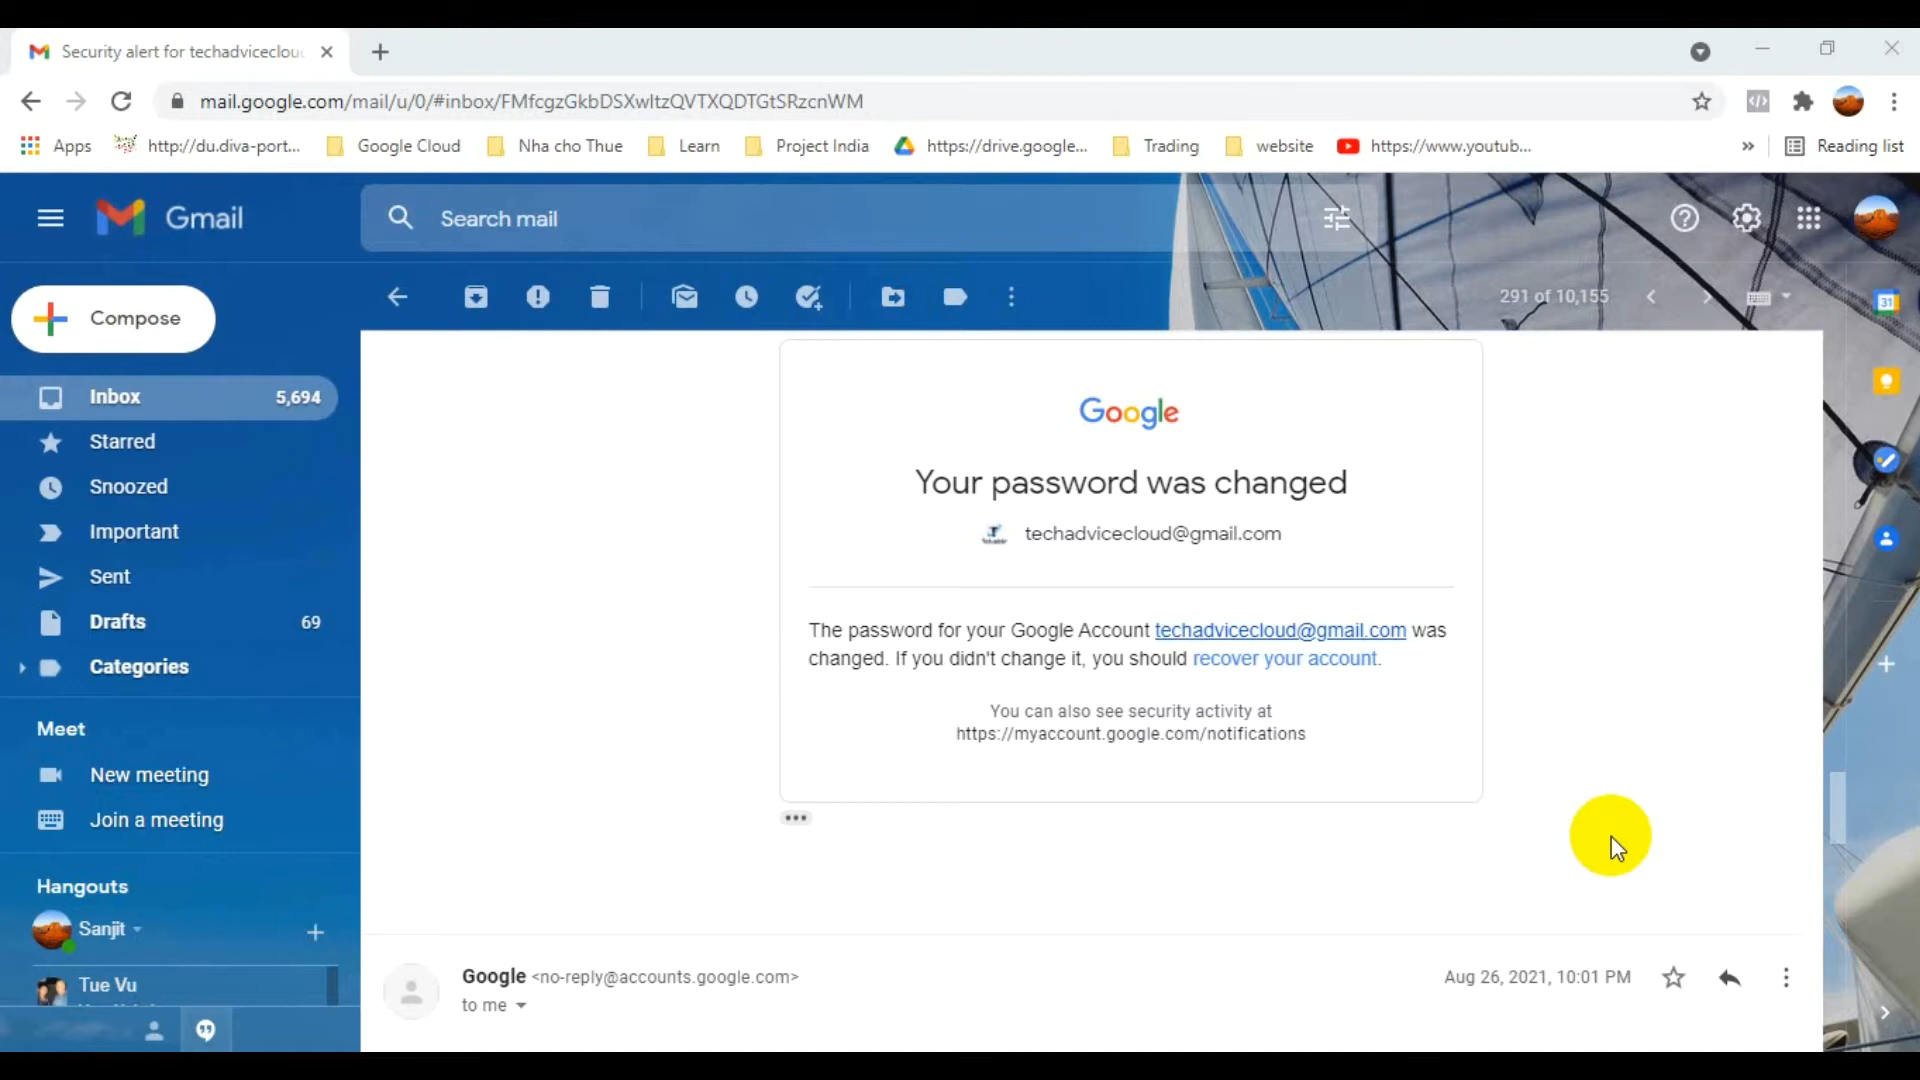 Security alert for techadviceclou
mail.google.com/mail/u/0/#inbox/FMfcgzGkbDSXwltzQVTXQDTGtSRzcnWM
Apps
http://du.diva-port...
Google Cloud
Nha cho Thue
Learn
Project India
https://drive.google...
Trading
website
https://www.youtub...
»
Reading list
Gmail
Search mail
291 of 10,155
31
Compose
Inbox 5,694
Starred
Snoozed
Important
Sent
Drafts 69
Categories
Meet
New meeting
Join a meeting
Hangouts
Sanjit
Tue Vu
Google
Your password was changed
techadvicecloud@gmail.com
The password for your Google Account techadvicecloud@gmail.com was
changed. If you didn't change it, you should recover your account.
You can also see security activity at
https://myaccount.google.com/notifications
Google <no-reply@accounts.google.com>
Aug 26, 2021, 10:01 PM
to me